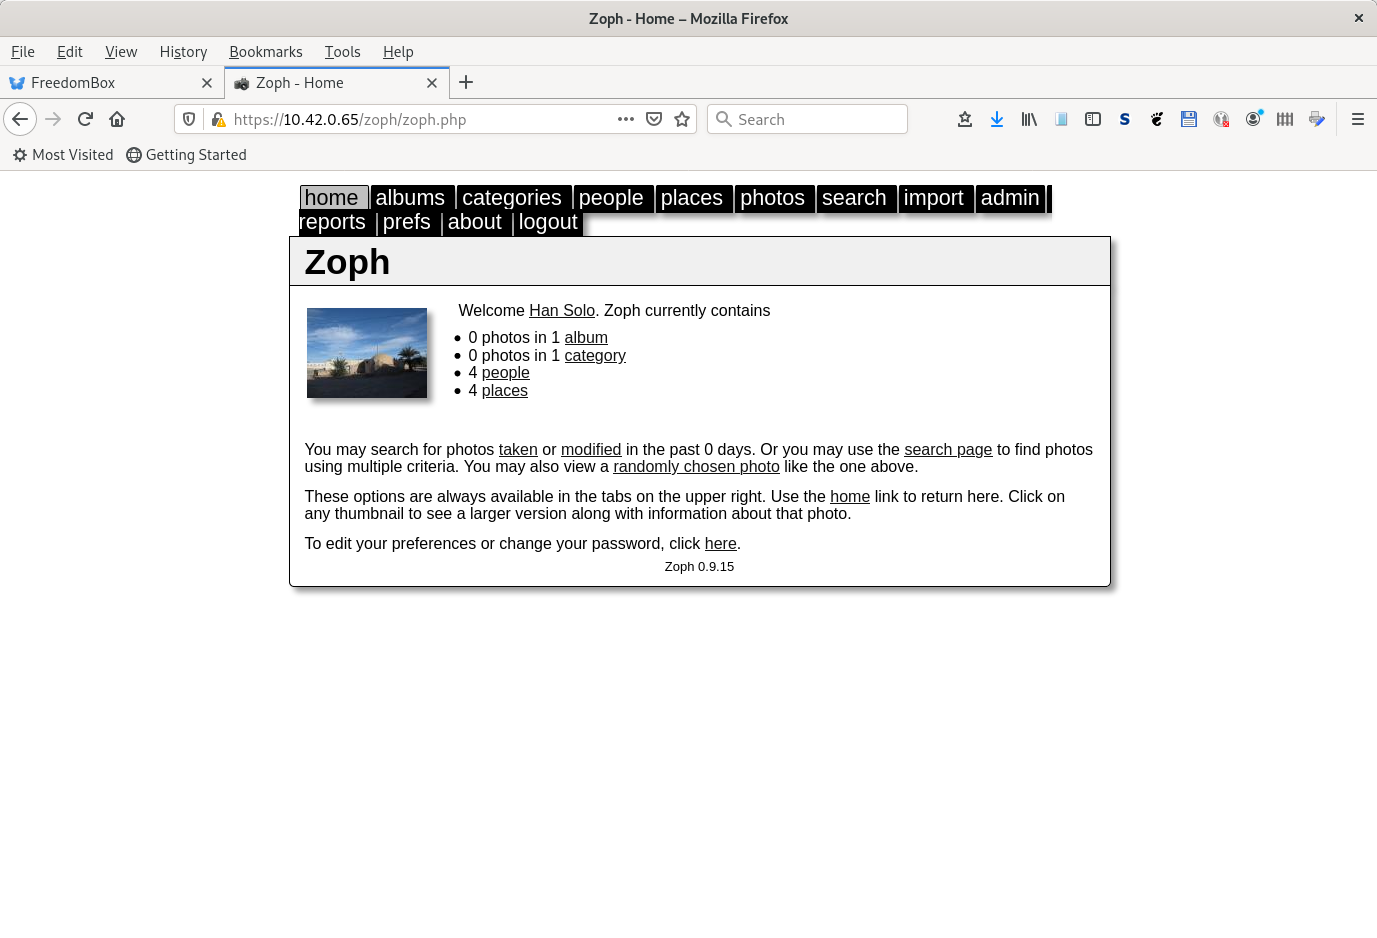 Zoph - Home – Mozilla Firefox
File Edit View History Bookmarks Tools Help
FreedomBox Zoph - Home
https://10.42.0.65/zoph/zoph.php Search
Most Visited Getting Started
home albums categories people places photos search import admin
reports prefs about logout
Zoph
Welcome Han Solo. Zoph currently contains
0 photos in 1 album
0 photos in 1 category
4 people
4 places
You may search for photos taken or modified in the past 0 days. Or you may use the search page to find photos
using multiple criteria. You may also view a randomly chosen photo like the one above.
These options are always available in the tabs on the upper right. Use the home link to return here. Click on
any thumbnail to see a larger version along with information about that photo.
To edit your preferences or change your password, click here.
Zoph 0.9.15